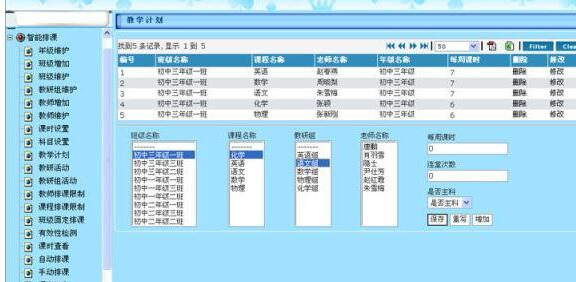 教学计划
智能排课
年级维护
班级增加
班级维护
教研组维护
教师增加
教师维护
课时设置
科目设置
教学计划
教研活动
教研组活动
教师排课限制
课程排课限制
班级固定排课
有效性检测
课时查看
自动排课
手动排课
找到5 条记录,显示 1 到 5
50
Filter
Clea
编号 班级名称 课程名称 老师名称 年级名称 每周课时 删除 修改
1 初中三年级一班 英语 赵春燕 初中三年级 7 删除 修改
2 初中三年级一班 数学 初中三年级 7 删除 修改
3 初中三年级一班 语文 朱雪梅 初中三年级 7 删除 修改
4 初中三年级一班 化学 张颖 初中三年级 6 删除 修改
5 初中三年级一班 物理 张新刚 初中三年级 6 删除 修改
班级名称
--------
初中三年级一班
初中三年级二班
初中三年级三班
初中一年级一班
初中一年级二班
初中一年级三班
初中二年级一班
初中二年级二班
课程名称
--------
化学
英语
语文
数学
物理
教研组
--------
英语组
语文组
数学组
物理组
化学组
老师名称
--------
唐鹏
肖羽雪
隐士
尹仕芳
赵红霞
朱雪梅
每周课时
0
连堂次数
0
是否主科
是否主科
保存 重写 增加